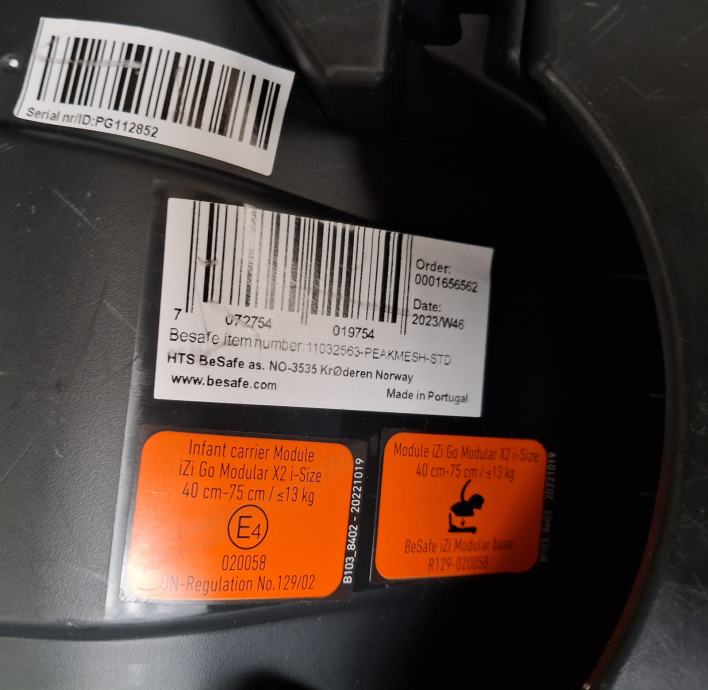 Serial nr/ID:PG112852
Order:
0001656562
Date:
2023/W46
7 072754 019754
Besafe item number:11032563-PEAKMESH-STD
HTS BeSafe as. NO-3535 KrØderen Norway
www.besafe.com
Made in Portugal
Infant carrier Module
iZi Go Modular X2 i-Size
40 cm-75 cm / ≤13 kg
E4
020058
UN-Regulation No.129/02
B103_8402 - 20221019
Module iZi Go Modular X2 i-Size
40 cm-75 cm / ≤13 kg
BeSafe iZi Modular base
R129-020058
B103_8403 - 20221019